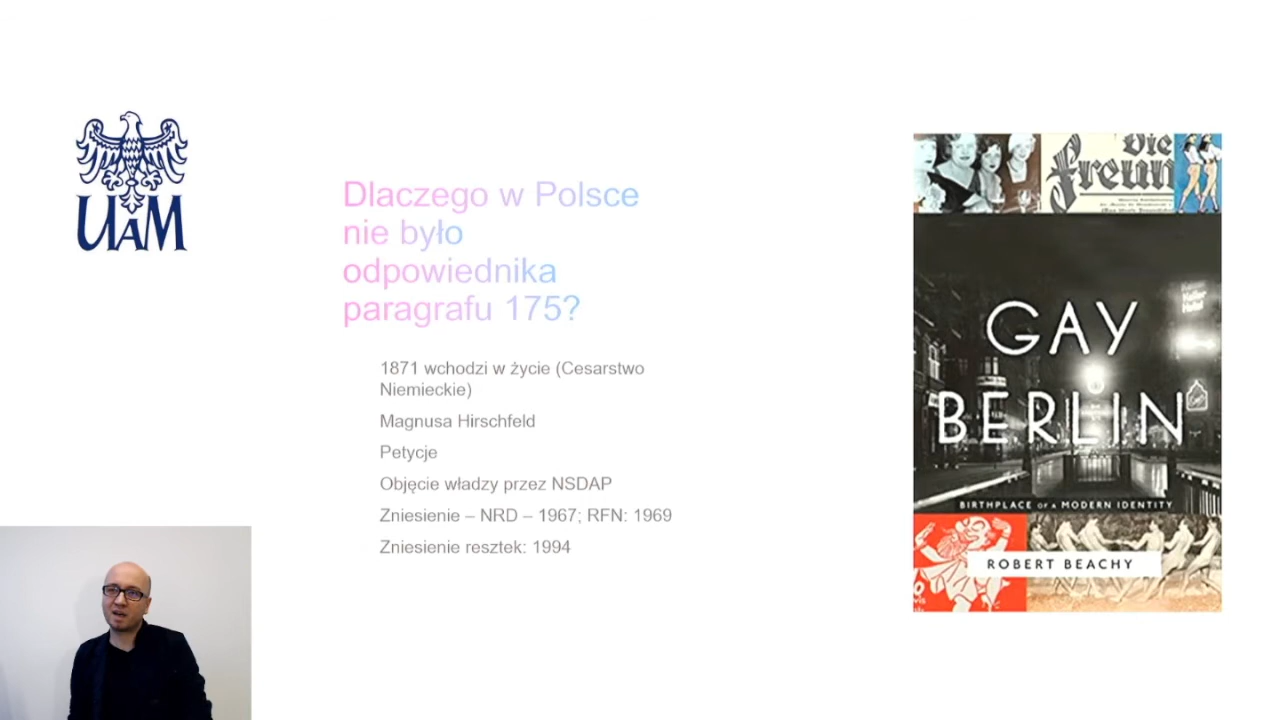 UAM
Dlaczego w Polsce
nie było
odpowiednika
paragrafu 175?
1871 wchodzi w życie (Cesarstwo
Niemieckie)
Magnusa Hirschfeld
Petycje
Objęcie władzy przez NSDAP
Zniesienie – NRD – 1967; RFN: 1969
Zniesienie resztek: 1994
Die
Freun
GAY
BERLIN
BIRTHPLACE OF A MODERN IDENTITY
ROBERT BEACHY